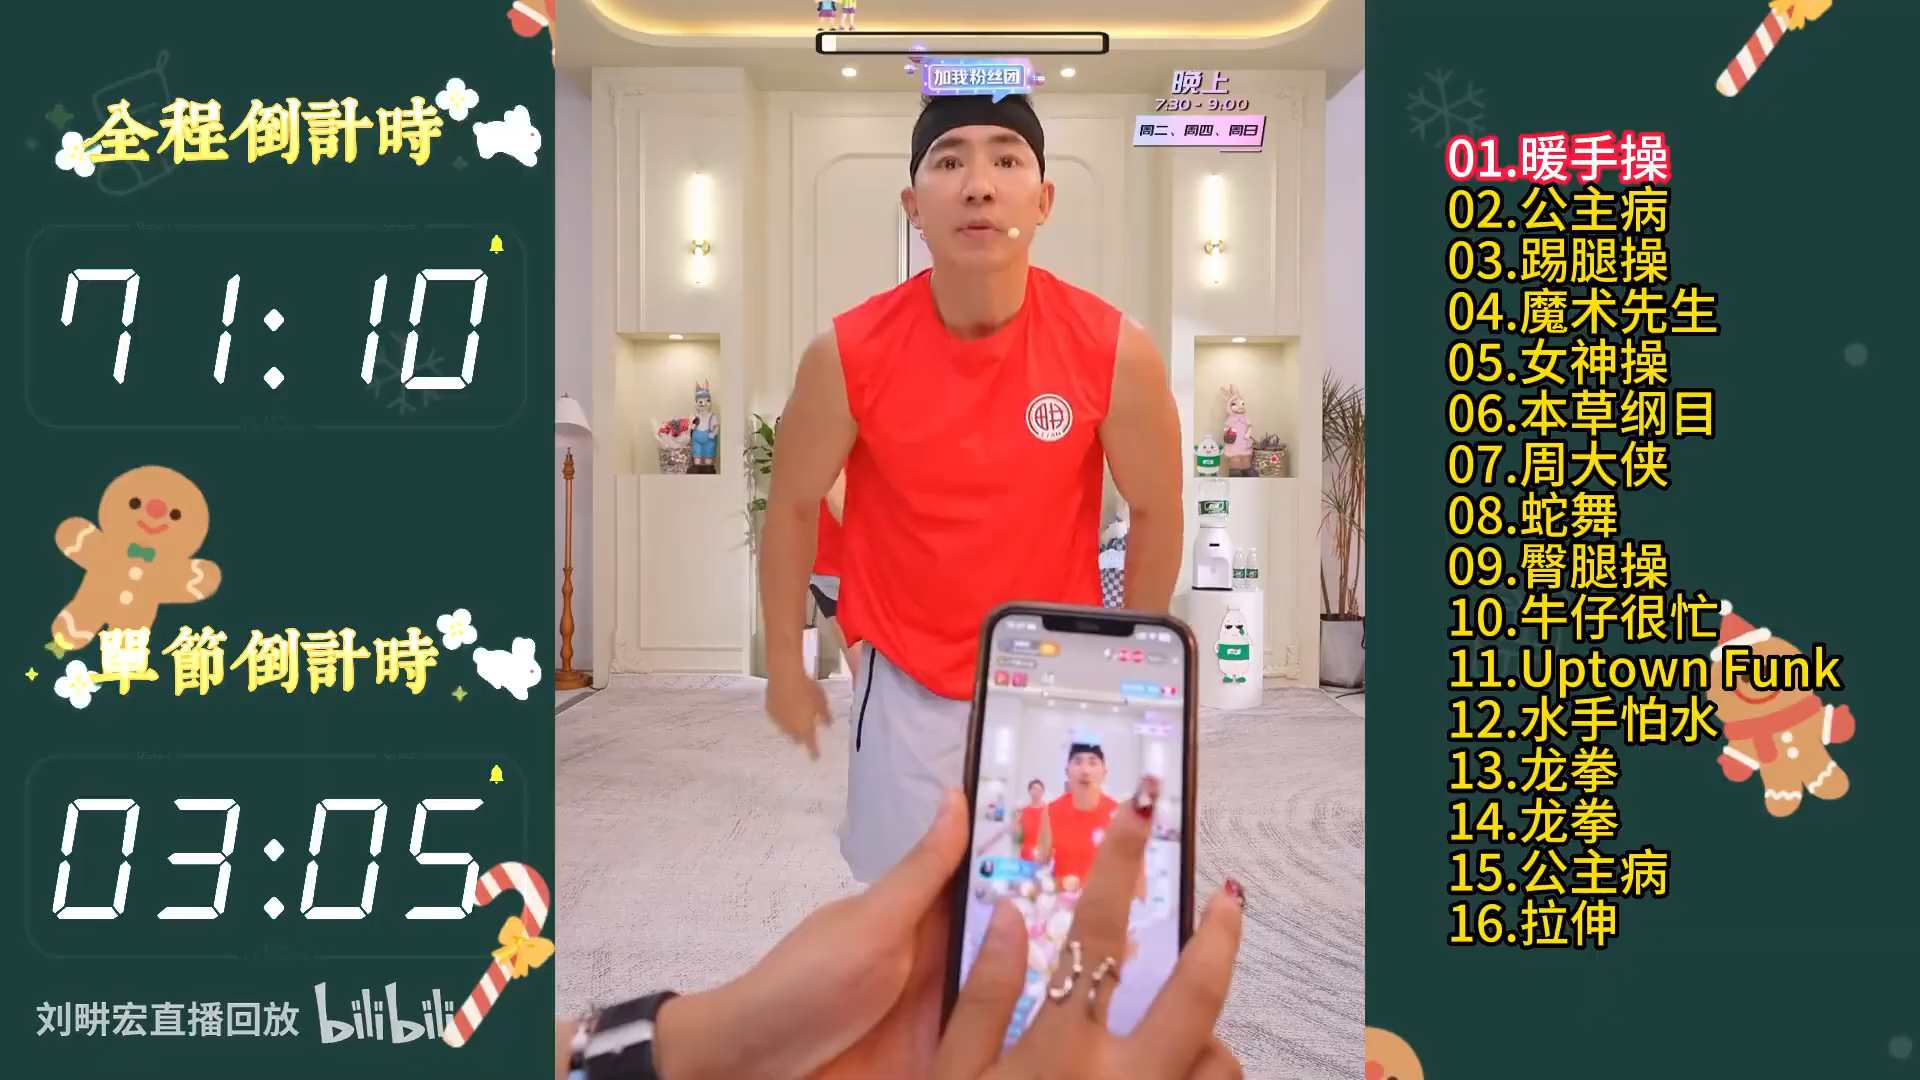 全程倒計時
71:10
單節倒計時
03:05
刘畊宏直播回放 bilibili
加我粉丝团
晚上
7:30 - 9:00
周二、周四、周日
01.暖手操
02.公主病
03.踢腿操
04.魔术先生
05.女神操
06.本草纲目
07.周大侠
08.蛇舞
09.臀腿操
10.牛仔很忙
11.Uptown Funk
12.水手怕水
13.龙拳
14.龙拳
15.公主病
16.拉伸